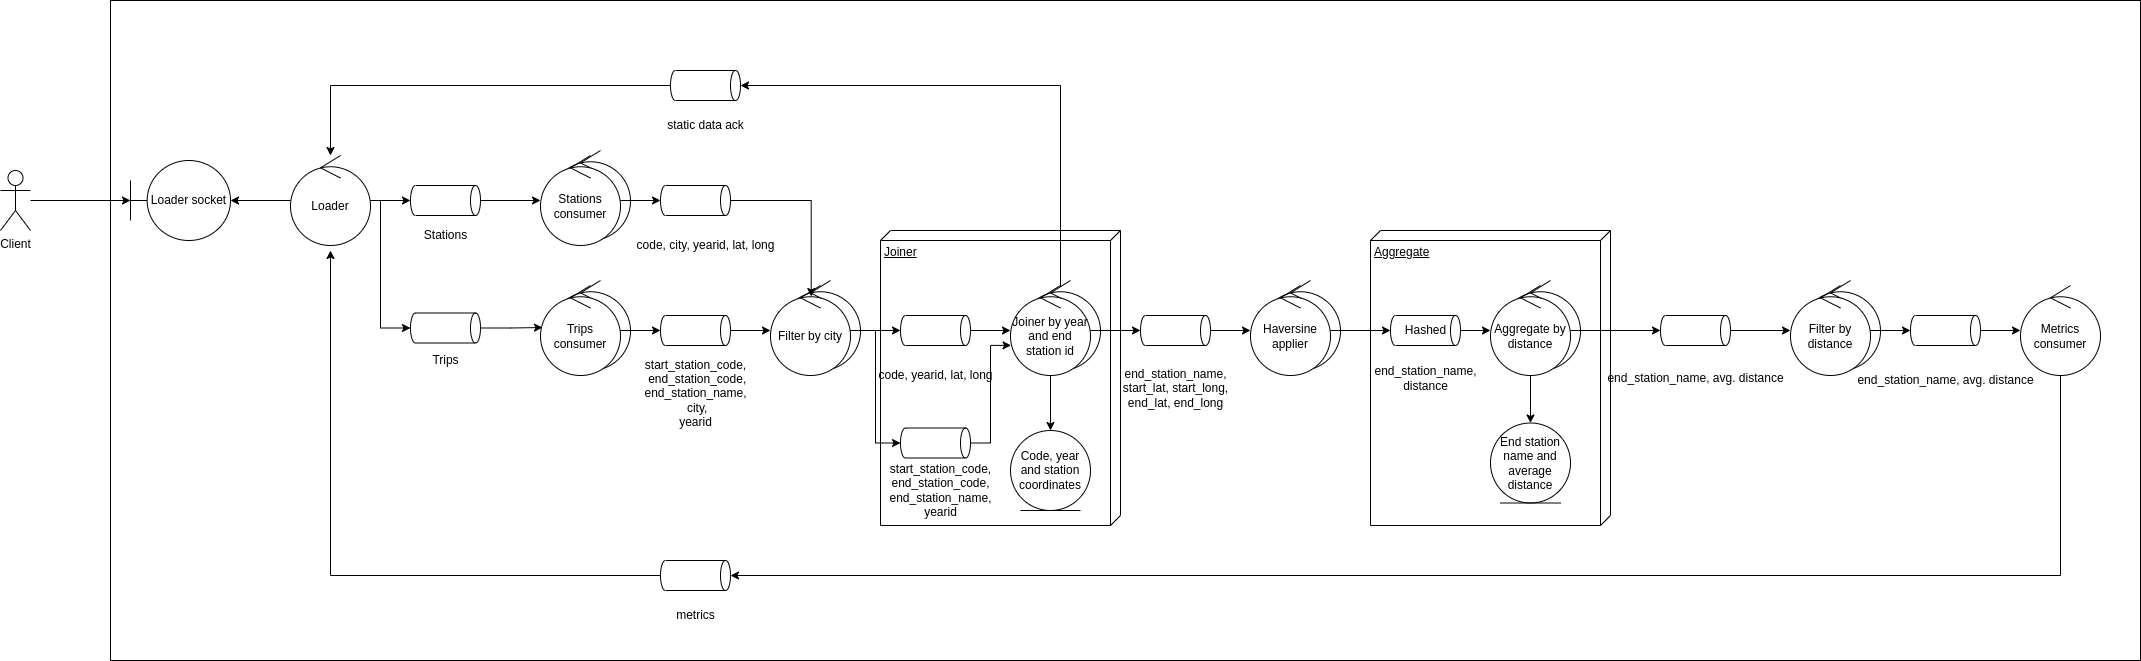 static data ack
Client
Loader socket
Loader
Stations
Stations
consumer
code, city, yearid, lat, long
Trips
Trips
consumer
start_station_code,
end_station_code,
end_station_name,
city,
yearid
Filter by city
Joiner
code, yearid, lat, long
start_station_code,
end_station_code,
end_station_name,
yearid
Joiner by year
and end
station id
Code, year
and station
coordinates
end_station_name,
start_lat, start_long,
end_lat, end_long
Haversine
applier
Aggregate
Hashed
end_station_name,
distance
Aggregate by
distance
End station
name and
average
distance
end_station_name, avg. distance
Filter by
distance
end_station_name, avg. distance
Metrics
consumer
metrics